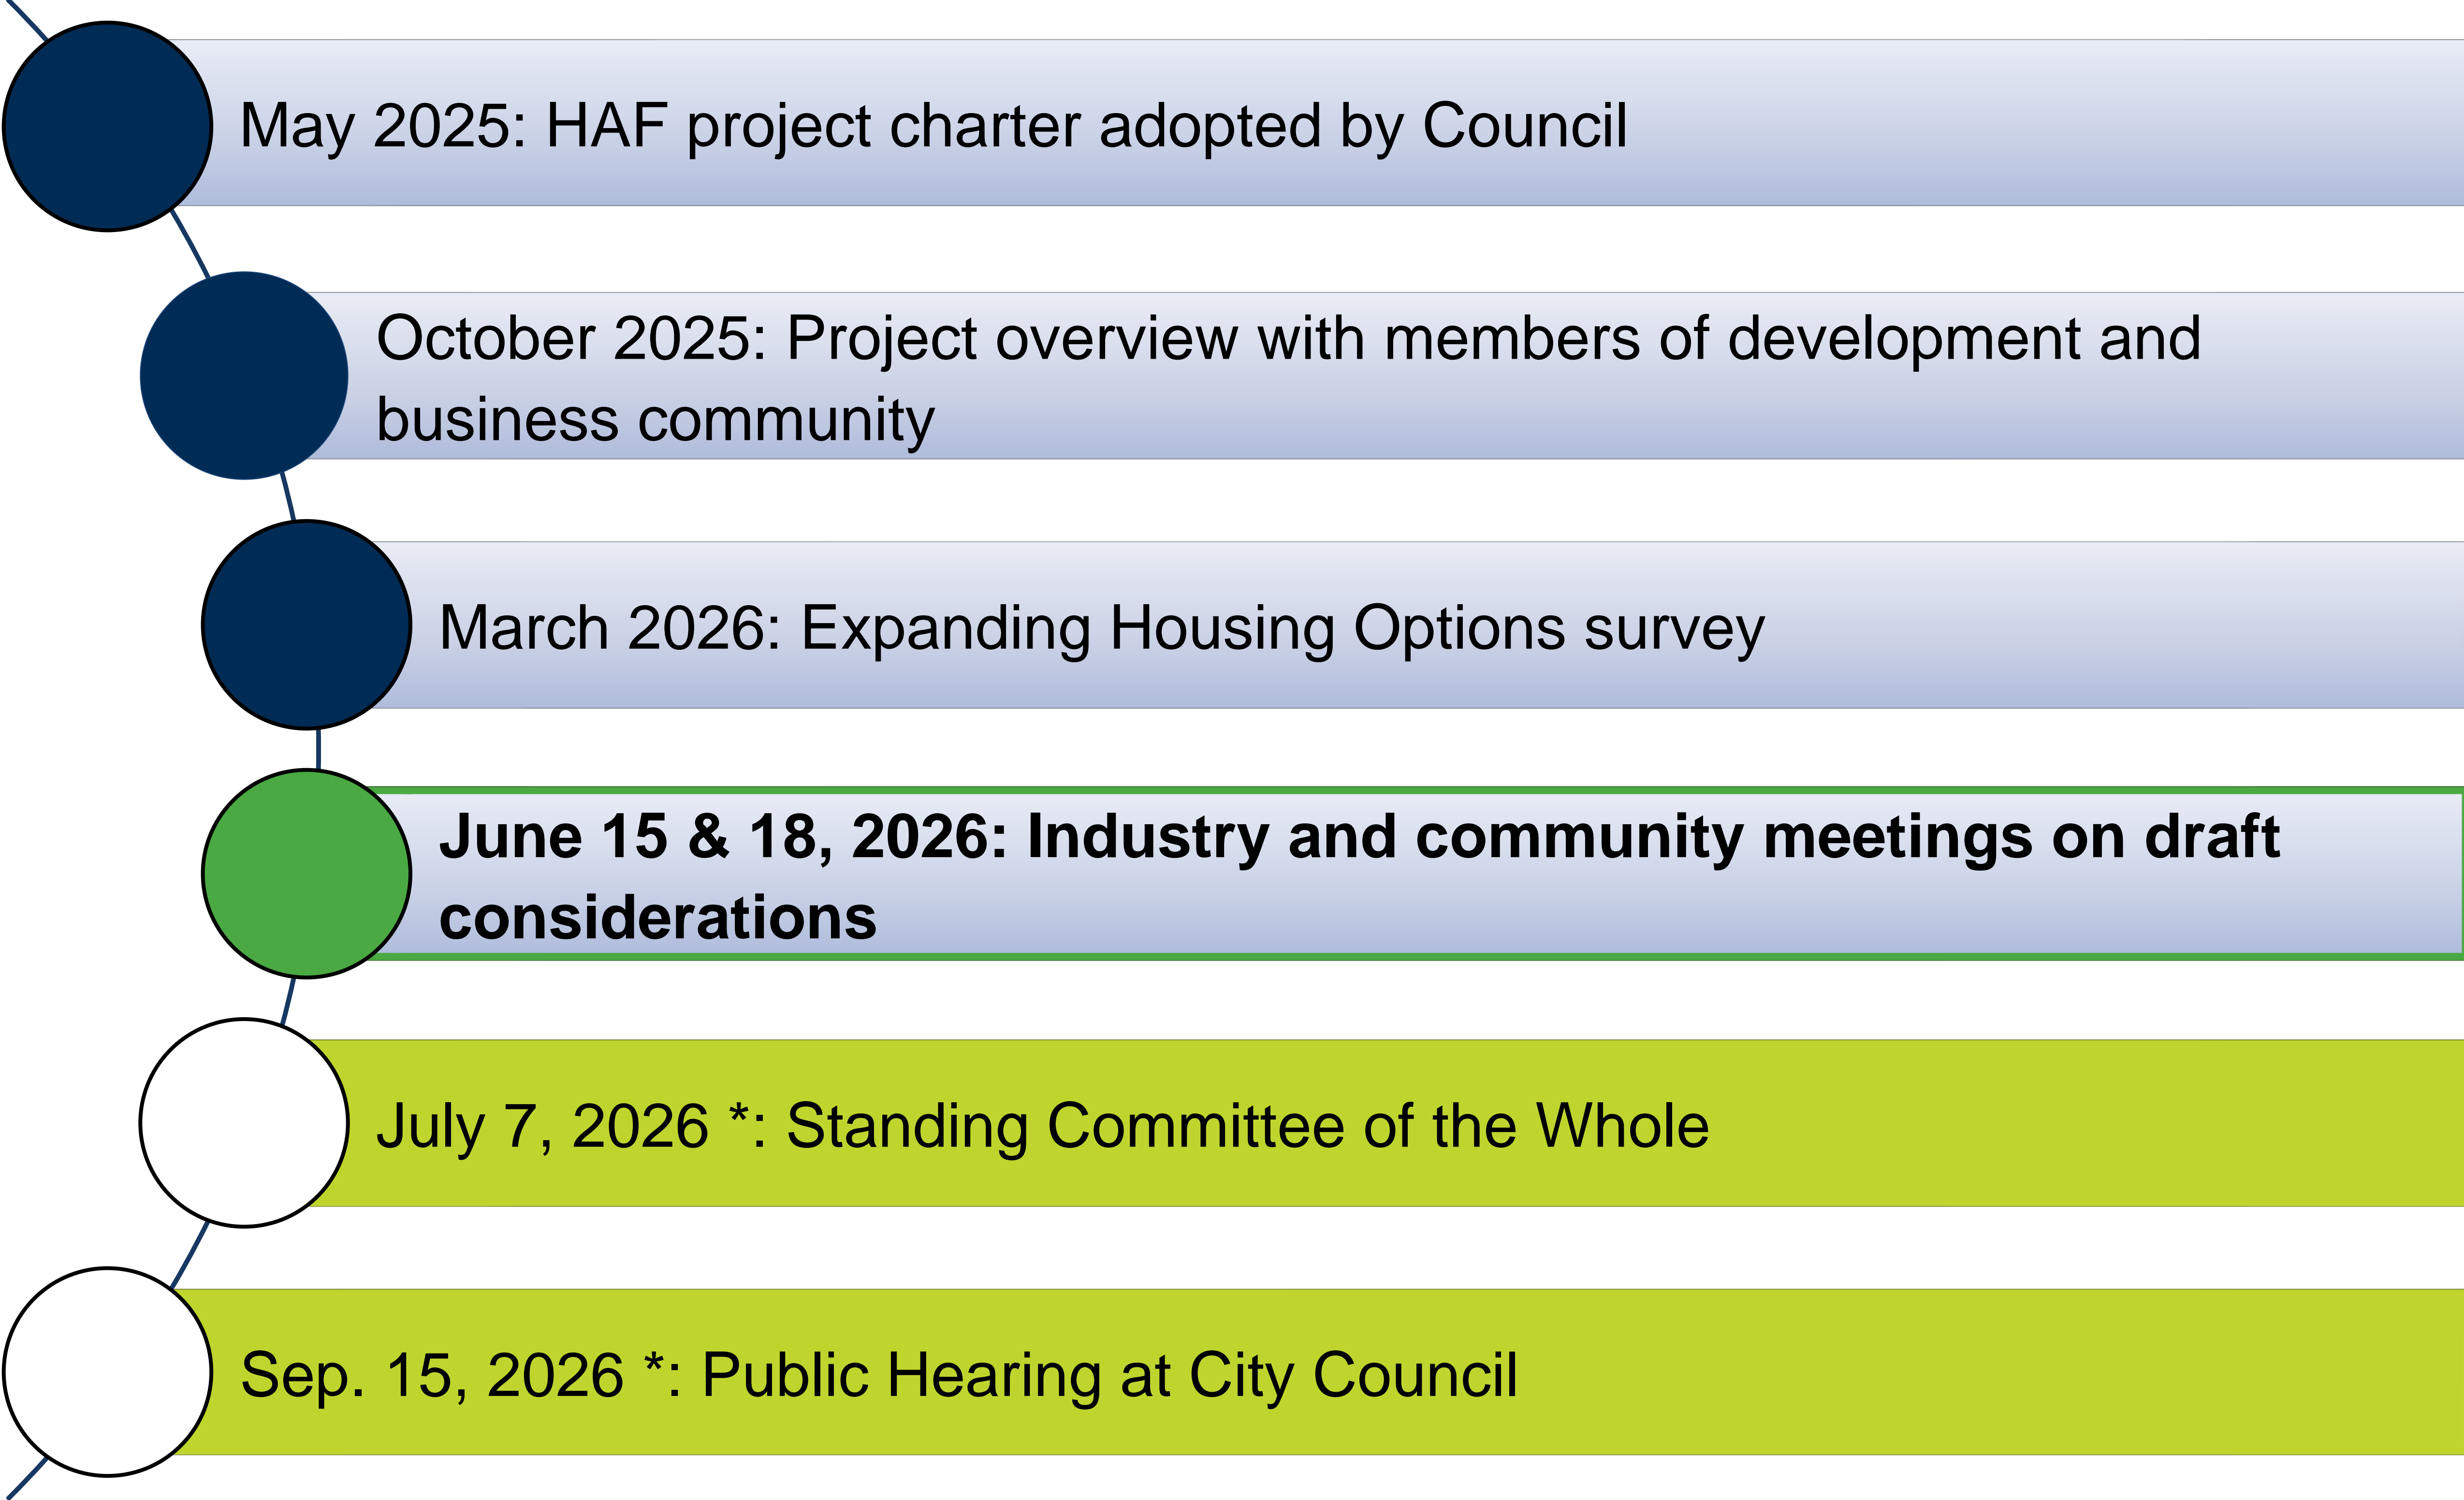 May 2025: HAF project charter adopted by Council
October 2025: Project overview with members of development and
business community
March 2026: Expanding Housing Options survey
June 15 & 18, 2026: Industry and community meetings on draft
considerations
July 7, 2026 *: Standing Committee of the Whole
Sep. 15, 2026 *: Public Hearing at City Council